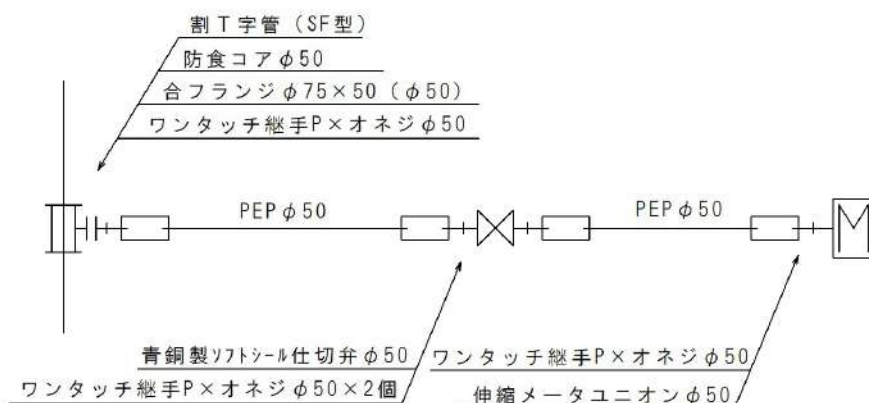 割T字管（SF型）
防食コアφ50
合フランジφ75×50（φ50）
ワンタッチ継手P×オネジφ50
PEPφ50
PEPφ50
M
青銅製ソフトシール仕切弁φ50
ワンタッチ継手P×オネジφ50×2個
ワンタッチ継手P×オネジφ50
伸縮メータユニオンφ50